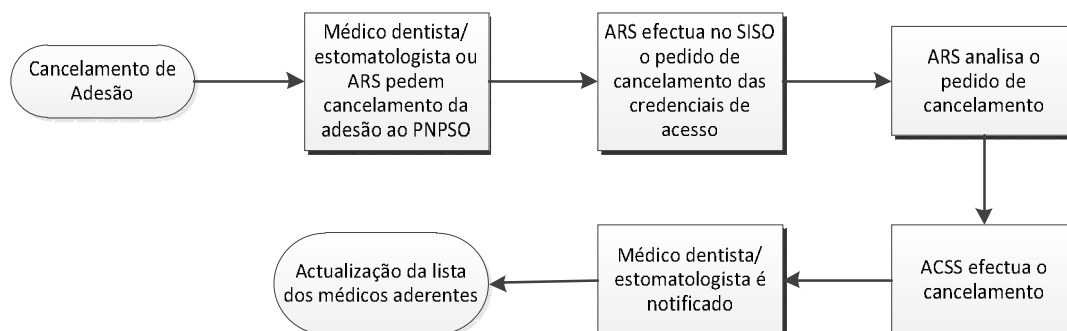 Cancelamento de
Adesão
Médico dentista/
estomatologista ou
ARS pedem
cancelamento da
adesão ao PNPSO
ARS efectua no SISO
o pedido de
cancelamento das
credenciais de
acesso
ARS analisa o
pedido de
cancelamento
ACSS efectua o
cancelamento
Médico dentista/
estomatologista é
notificado
Actualização da lista
dos médicos aderentes